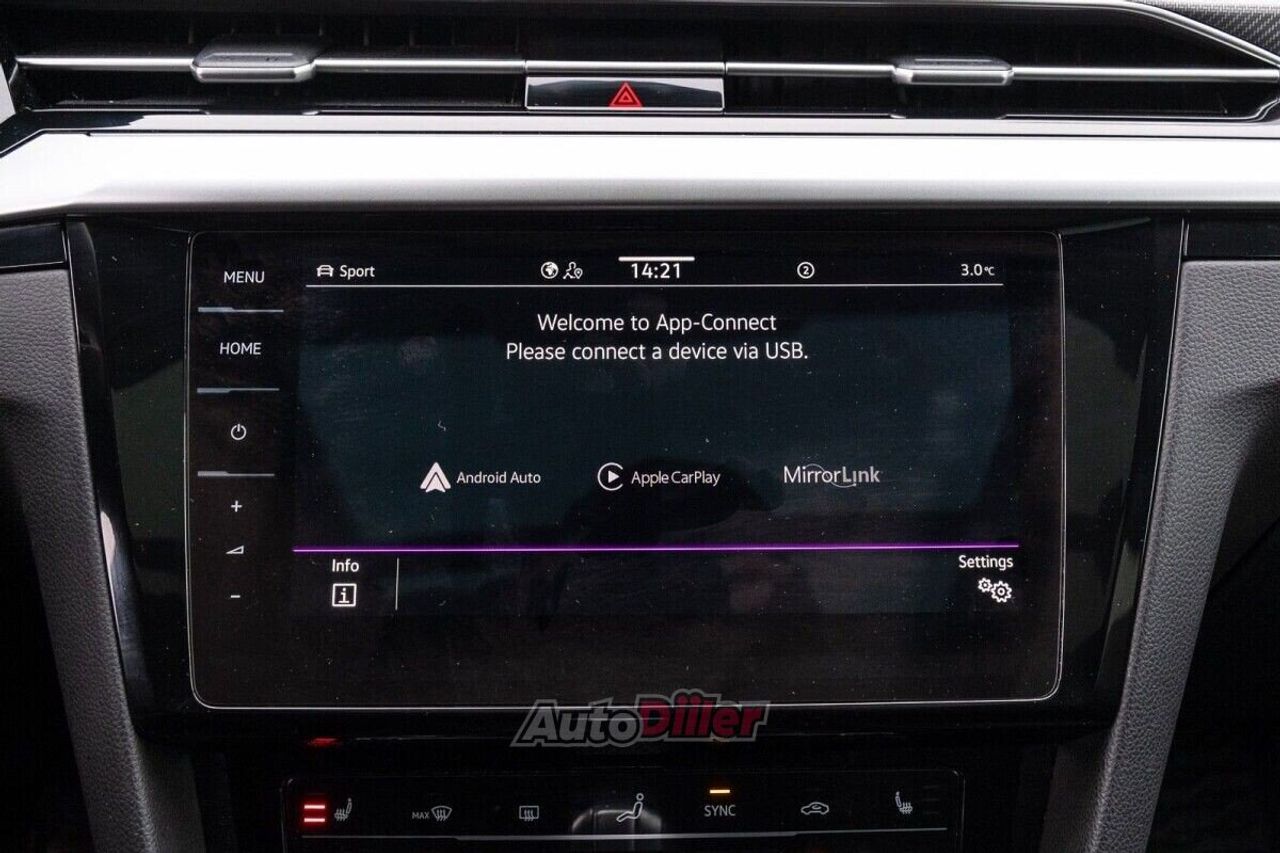 MENU
Sport
14:21
2
3.0°C
HOME
Welcome to App-Connect
Please connect a device via USB.
+
-
Android Auto
Apple CarPlay
MirrorLink
Info
i
Settings
AutoDiller
MAX
SYNC